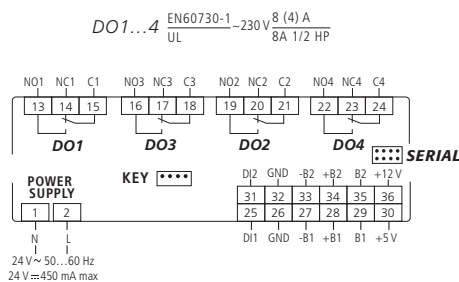 DO1...4 EN60730-1 ~230 V 8 (4) A
UL 8A 1/2 HP
NO1 NC1 C1 NO3 NC3 C3 NO2 NC2 C2 NO4 NC4 C4
13 14 15 16 17 18 19 20 21 22 23 24
DO1 DO3 DO2 DO4
SERIAL
KEY
POWER
SUPPLY
DI2 GND -B2 +B2 B2 +12 V
31 32 33 34 35 36
1 2 25 26 27 28 29 30
N L DI1 GND -B1 +B1 B1 +5 V
24 V ~ 50...60 Hz
24 V ⎓ 450 mA max